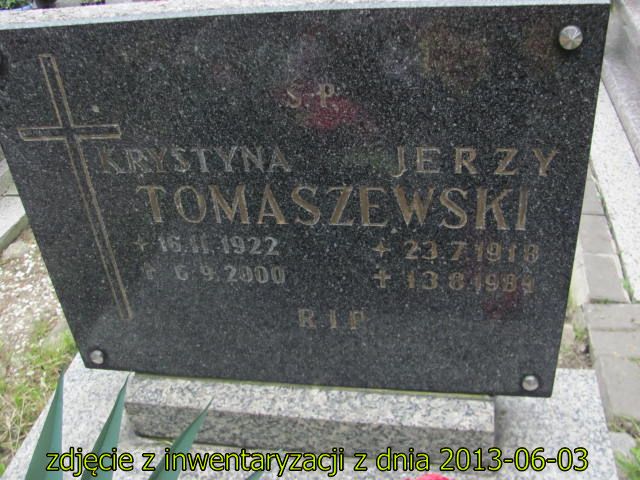 Ś.P.
KRYSTYNA JERZY
TOMASZEWSKI
+ 16.11.1922 + 23.7.1918
+ 6.9.2000 + 13.8.1984
RIP
zdjęcie z inwentaryzacji z dnia 2013-06-03